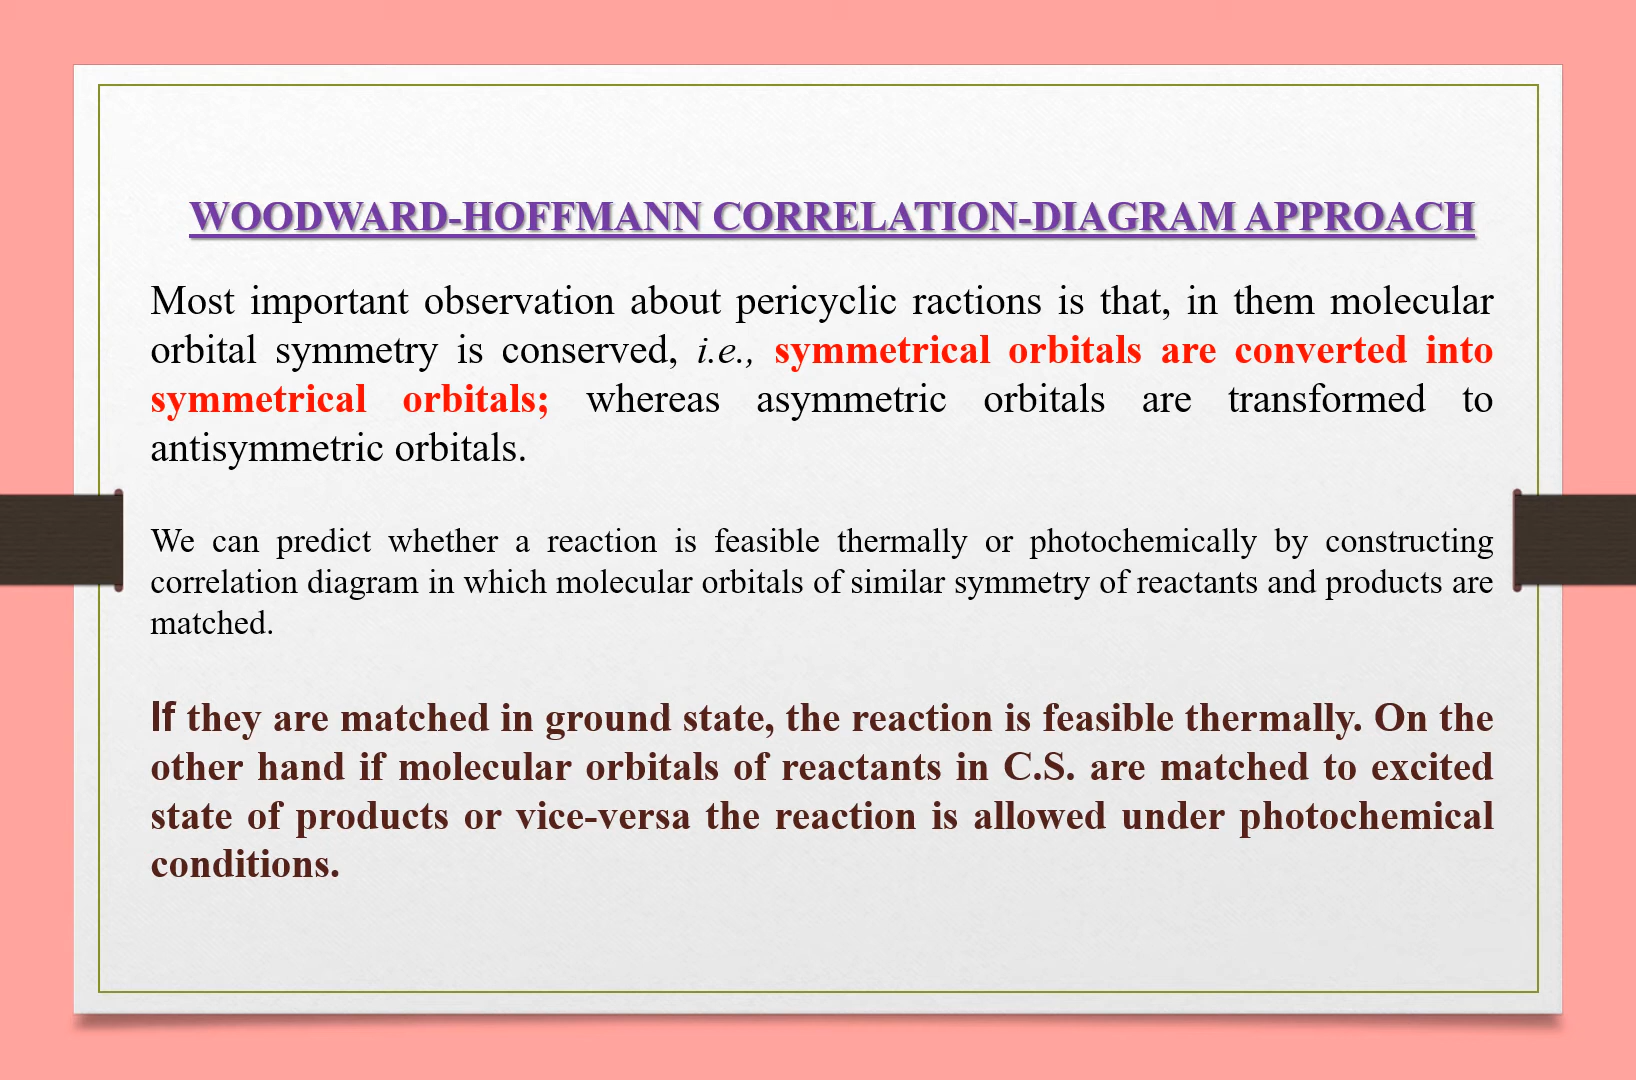 WOODWARD-HOFFMANN CORRELATION-DIAGRAM APPROACH
Most important observation about pericyclic ractions is that, in them molecular
orbital symmetry is conserved, i.e., symmetrical orbitals are converted into
symmetrical orbitals; whereas asymmetric orbitals are transformed to
antisymmetric orbitals.
We can predict whether a reaction is feasible thermally or photochemically by constructing
correlation diagram in which molecular orbitals of similar symmetry of reactants and products are
matched.
If they are matched in ground state, the reaction is feasible thermally. On the
other hand if molecular orbitals of reactants in C.S. are matched to excited
state of products or vice-versa the reaction is allowed under photochemical
conditions.